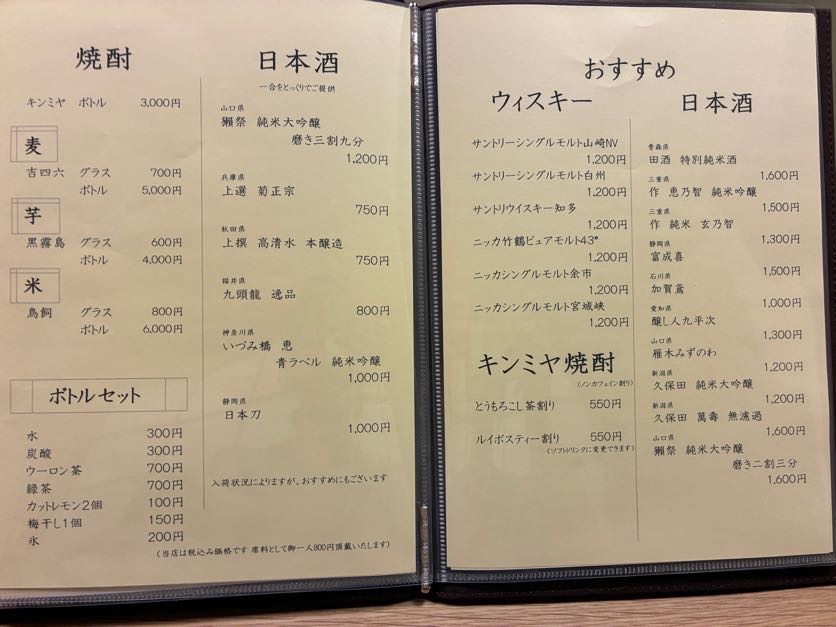 焼酎
キンミヤ ボトル 3,000円
麦
吉四六 グラス 700円
ボトル 5,000円
芋
黒霧島 グラス 600円
ボトル 4,000円
米
鳥飼 グラス 800円
ボトル 6,000円
ボトルセット
水 300円
炭酸 300円
ウーロン茶 700円
緑茶 700円
カットレモン2個 100円
梅干し1個 150円
氷 200円
日本酒
一合をとっくりでご提供
山口県
獺祭 純米大吟醸
磨き三割九分
1,200円
兵庫県
上選 菊正宗
750円
秋田県
上撰 高清水 本醸造
750円
福井県
九頭龍 逸品
800円
神奈川県
いづみ橋 恵
青ラベル 純米吟醸
1,000円
静岡県
日本刀
1,000円
入荷状況によりますが、おすすめにもございます
(当店は税込み価格です 席料として御一人800円頂戴いたします)
おすすめ
ウィスキー
サントリーシングルモルト山崎NV
1,200円
サントリーシングルモルト白州
1,200円
サントリウイスキー知多
1,200円
ニッカ竹鶴ピュアモルト43°
1,200円
ニッカシングルモルト余市
1,200円
ニッカシングルモルト宮城峡
1,200円
キンミヤ焼酎
(ノンカフェイン割り)
とうもろこし茶割り 550円
ルイボスティー割り 550円
(ソフトドリンクに変更できます)
日本酒
青森県
田酒 特別純米酒
1,600円
三重県
作 恵乃智 純米吟醸
1,500円
三重県
作 純米 玄乃智
1,300円
静岡県
富成喜
1,500円
石川県
加賀鳶
1,000円
愛知県
醸し人九平次
1,300円
山口県
雁木みずのわ
1,200円
新潟県
久保田 純米大吟醸
1,200円
新潟県
久保田 萬壽 無濾過
1,600円
山口県
獺祭 純米大吟醸
磨き二割三分
1,600円